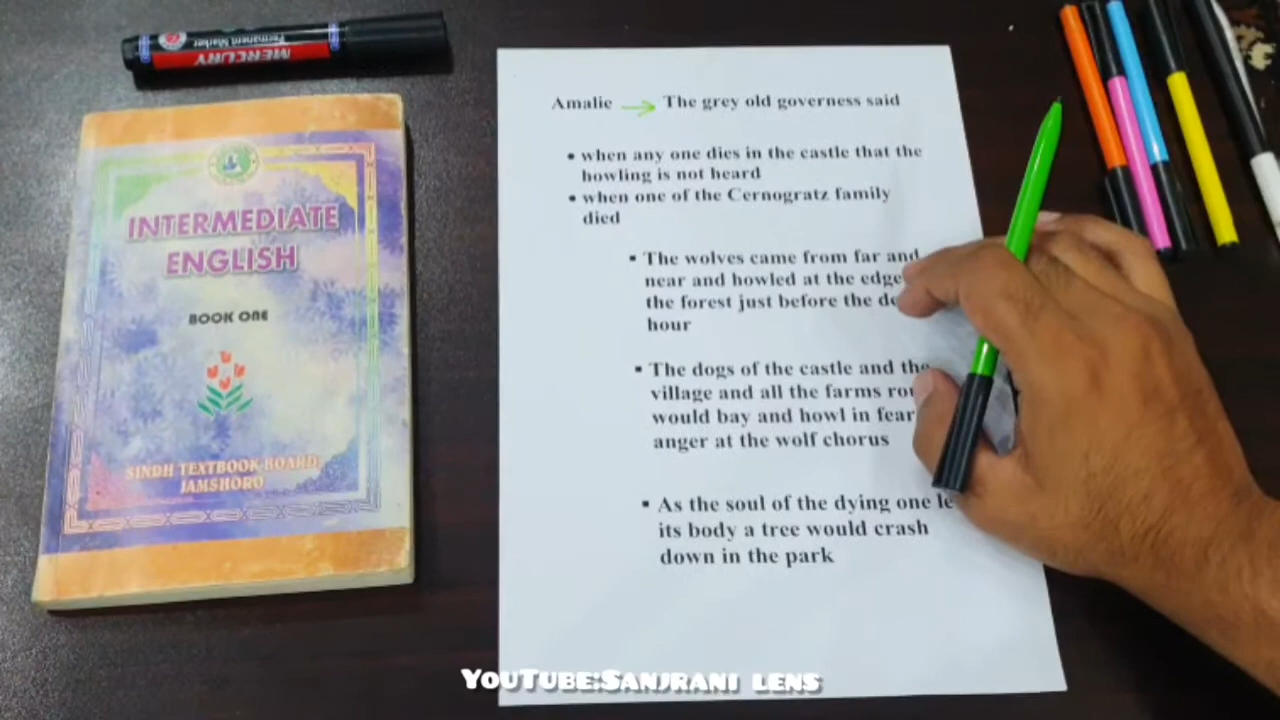 MERCURY
Permanent Marker
INTERMEDIATE
ENGLISH
BOOK ONE
SINDH TEXTBOOK BOARD
JAMSHORO
Amalie → The grey old governess said
• when any one dies in the castle that the
howling is not heard
• when one of the Cernogratz family
died
▪ The wolves came from far and
near and howled at the edge
the forest just before the
hour
▪ The dogs of the castle and the
village and all the farms
would bay and howl in fear
anger at the wolf chorus
▪ As the soul of the dying one
its body a tree would crash
down in the park
YouTube:Sanjrani lens